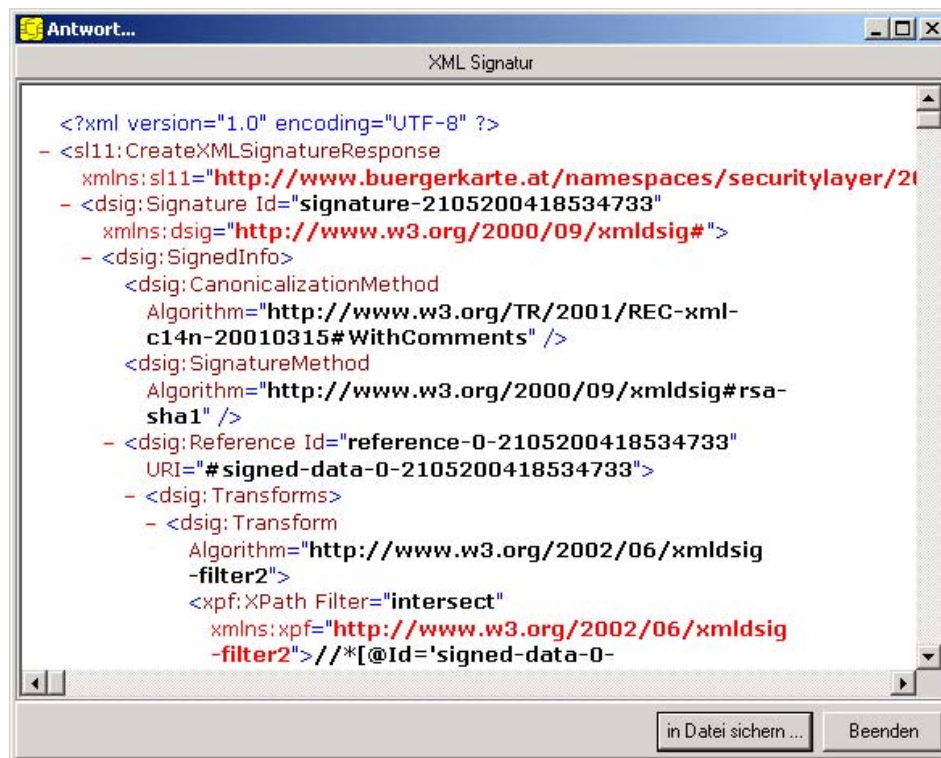 Antwort...
XML Signatur
<?xml version="1.0" encoding="UTF-8" ?>
– <sl11:CreateXMLSignatureResponse
xmlns:sl11="http://www.buergerkarte.at/namespaces/securitylayer/20
– <dsig:Signature Id="signature-2105200418534733"
xmlns:dsig="http://www.w3.org/2000/09/xmldsig#">
– <dsig:SignedInfo>
<dsig:CanonicalizationMethod
Algorithm="http://www.w3.org/TR/2001/REC-xml-
c14n-20010315#WithComments" />
<dsig:SignatureMethod
Algorithm="http://www.w3.org/2000/09/xmldsig#rsa-
sha1" />
– <dsig:Reference Id="reference-0-2105200418534733"
URI="#signed-data-0-2105200418534733">
– <dsig:Transforms>
– <dsig:Transform
Algorithm="http://www.w3.org/2002/06/xmldsig
-filter2">
<xpf:XPath Filter="intersect"
xmlns:xpf="http://www.w3.org/2002/06/xmldsig
-filter2">//*[@Id='signed-data-0-
in Datei sichern ...
Beenden